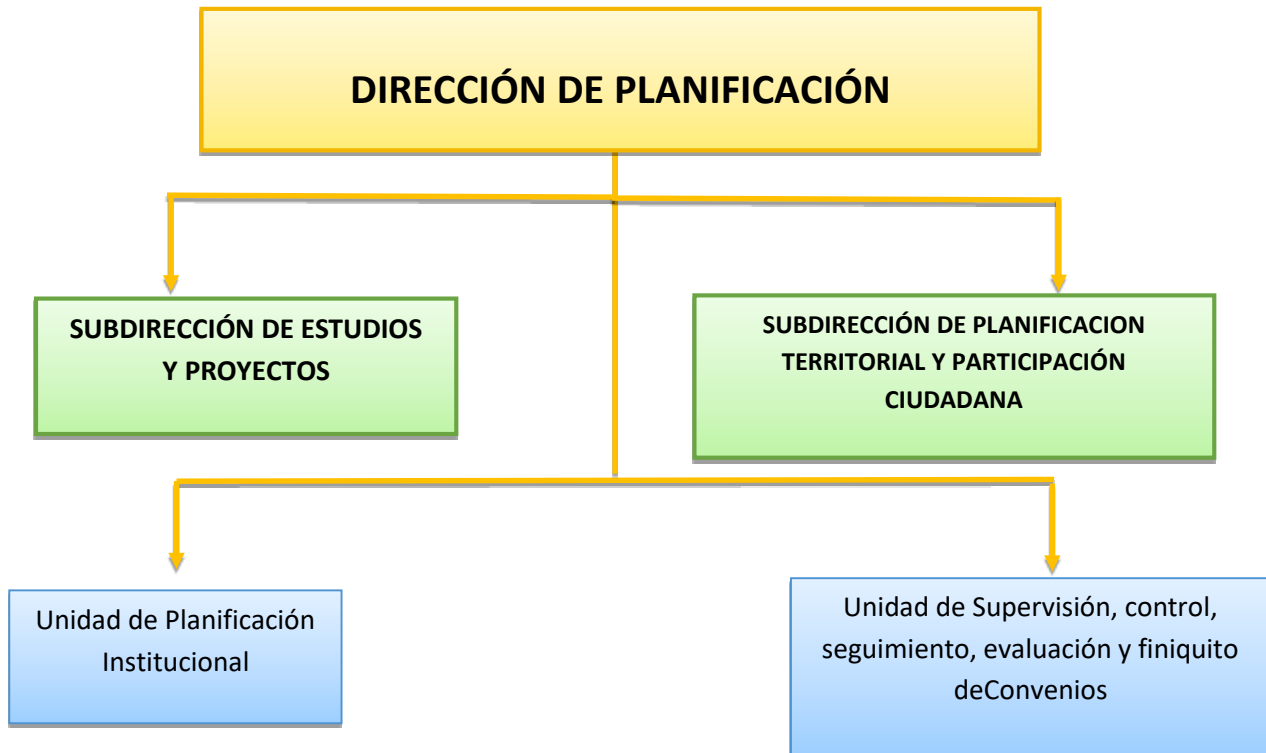 DIRECCIÓN DE PLANIFICACIÓN
SUBDIRECCIÓN DE ESTUDIOS
Y PROYECTOS
SUBDIRECCIÓN DE PLANIFICACION
TERRITORIAL Y PARTICIPACIÓN
CIUDADANA
Unidad de Planificación
Institucional
Unidad de Supervisión, control,
seguimiento, evaluación y finiquito
deConvenios